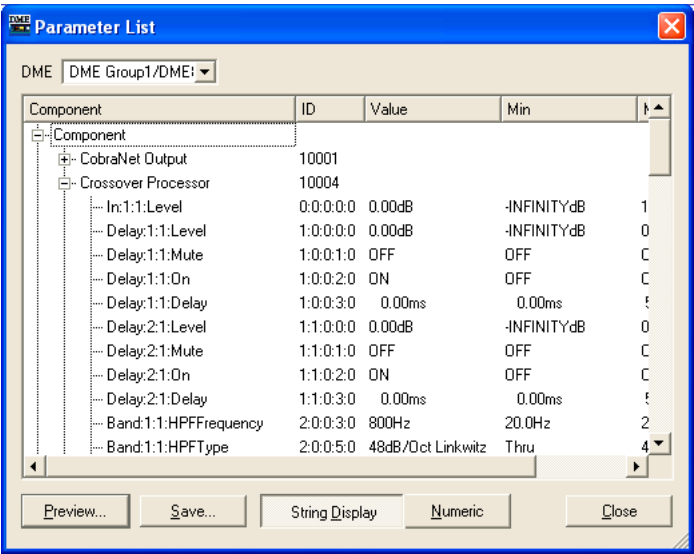 DME Parameter List
DME DME Group1/DME
Component ID Value Min
Component
CobraNet Output 10001
Crossover Processor 10004
In:1:1:Level 0:0:0:0:0 0.00dB -INFINITYdB 1
Delay:1:1:Level 1:0:0:0:0 0.00dB -INFINITYdB 0
Delay:1:1:Mute 1:0:0:1:0 OFF OFF
Delay:1:1:On 1:0:0:2:0 ON OFF
Delay:1:1:Delay 1:0:0:3:0 0.00ms 0.00ms
Delay:2:1:Level 1:1:0:0:0 0.00dB -INFINITYdB 0
Delay:2:1:Mute 1:1:0:1:0 OFF OFF
Delay:2:1:On 1:1:0:2:0 ON OFF
Delay:2:1:Delay 1:1:0:3:0 0.00ms 0.00ms
Band:1:1:HPFFrequency 2:0:0:3:0 800Hz 20.0Hz 2
Band:1:1:HPFType 2:0:0:5:0 48dB/Oct Linkwitz Thru 4
Preview... Save... String Display Numeric Close